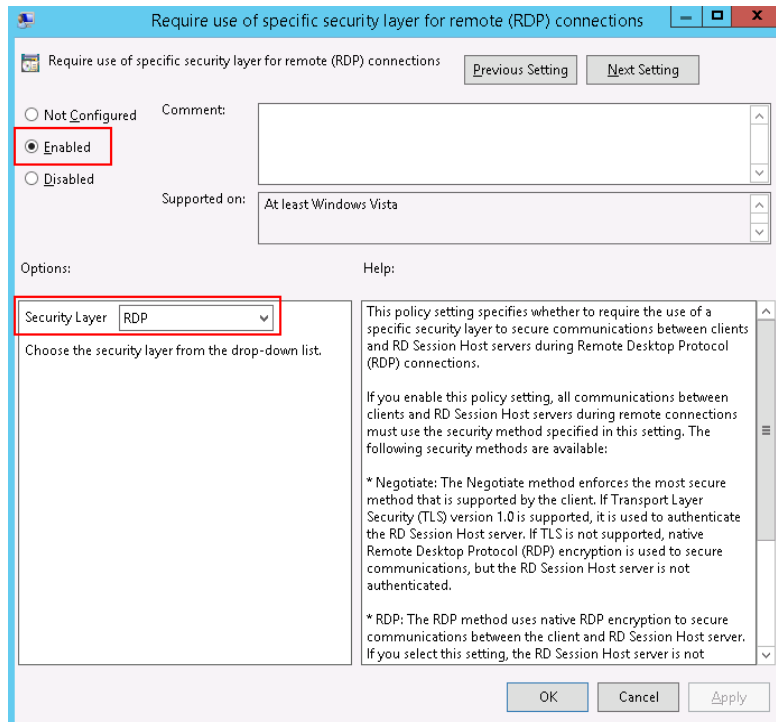 Require use of specific security layer for remote (RDP) connections
Require use of specific security layer for remote (RDP) connections
Previous Setting
Next Setting
Not Configured
Comment:
Enabled
Disabled
Supported on:
At least Windows Vista
Options:
Help:
Security Layer
RDP
Choose the security layer from the drop-down list.
This policy setting specifies whether to require the use of a
specific security layer to secure communications between clients
and RD Session Host servers during Remote Desktop Protocol
(RDP) connections.
If you enable this policy setting, all communications between
clients and RD Session Host servers during remote connections
must use the security method specified in this setting. The
following security methods are available:
* Negotiate: The Negotiate method enforces the most secure
method that is supported by the client. If Transport Layer
Security (TLS) version 1.0 is supported, it is used to authenticate
the RD Session Host server. If TLS is not supported, native
Remote Desktop Protocol (RDP) encryption is used to secure
communications, but the RD Session Host server is not
authenticated.
* RDP: The RDP method uses native RDP encryption to secure
communications between the client and RD Session Host server.
If you select this setting, the RD Session Host server is not
OK
Cancel
Apply